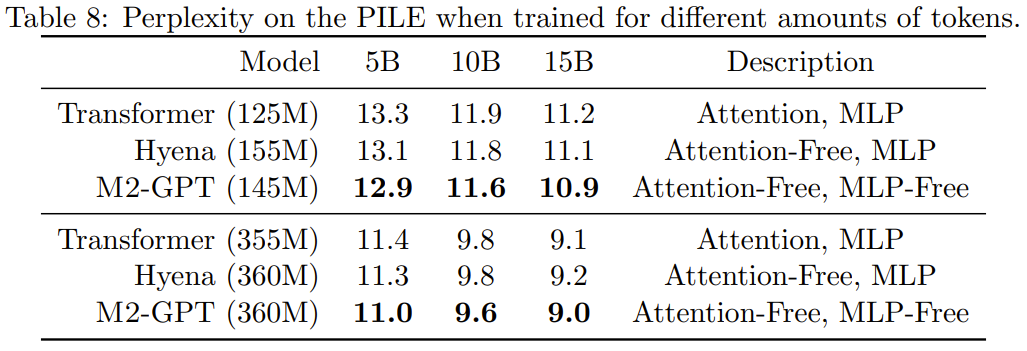 Table 8: Perplexity on the PILE when trained for different amounts of tokens.
Model 5B 10B 15B Description
Transformer (125M) 13.3 11.9 11.2 Attention, MLP
Hyena (155M) 13.1 11.8 11.1 Attention-Free, MLP
M2-GPT (145M) 12.9 11.6 10.9 Attention-Free, MLP-Free
Transformer (355M) 11.4 9.8 9.1 Attention, MLP
Hyena (360M) 11.3 9.8 9.2 Attention-Free, MLP
M2-GPT (360M) 11.0 9.6 9.0 Attention-Free, MLP-Free